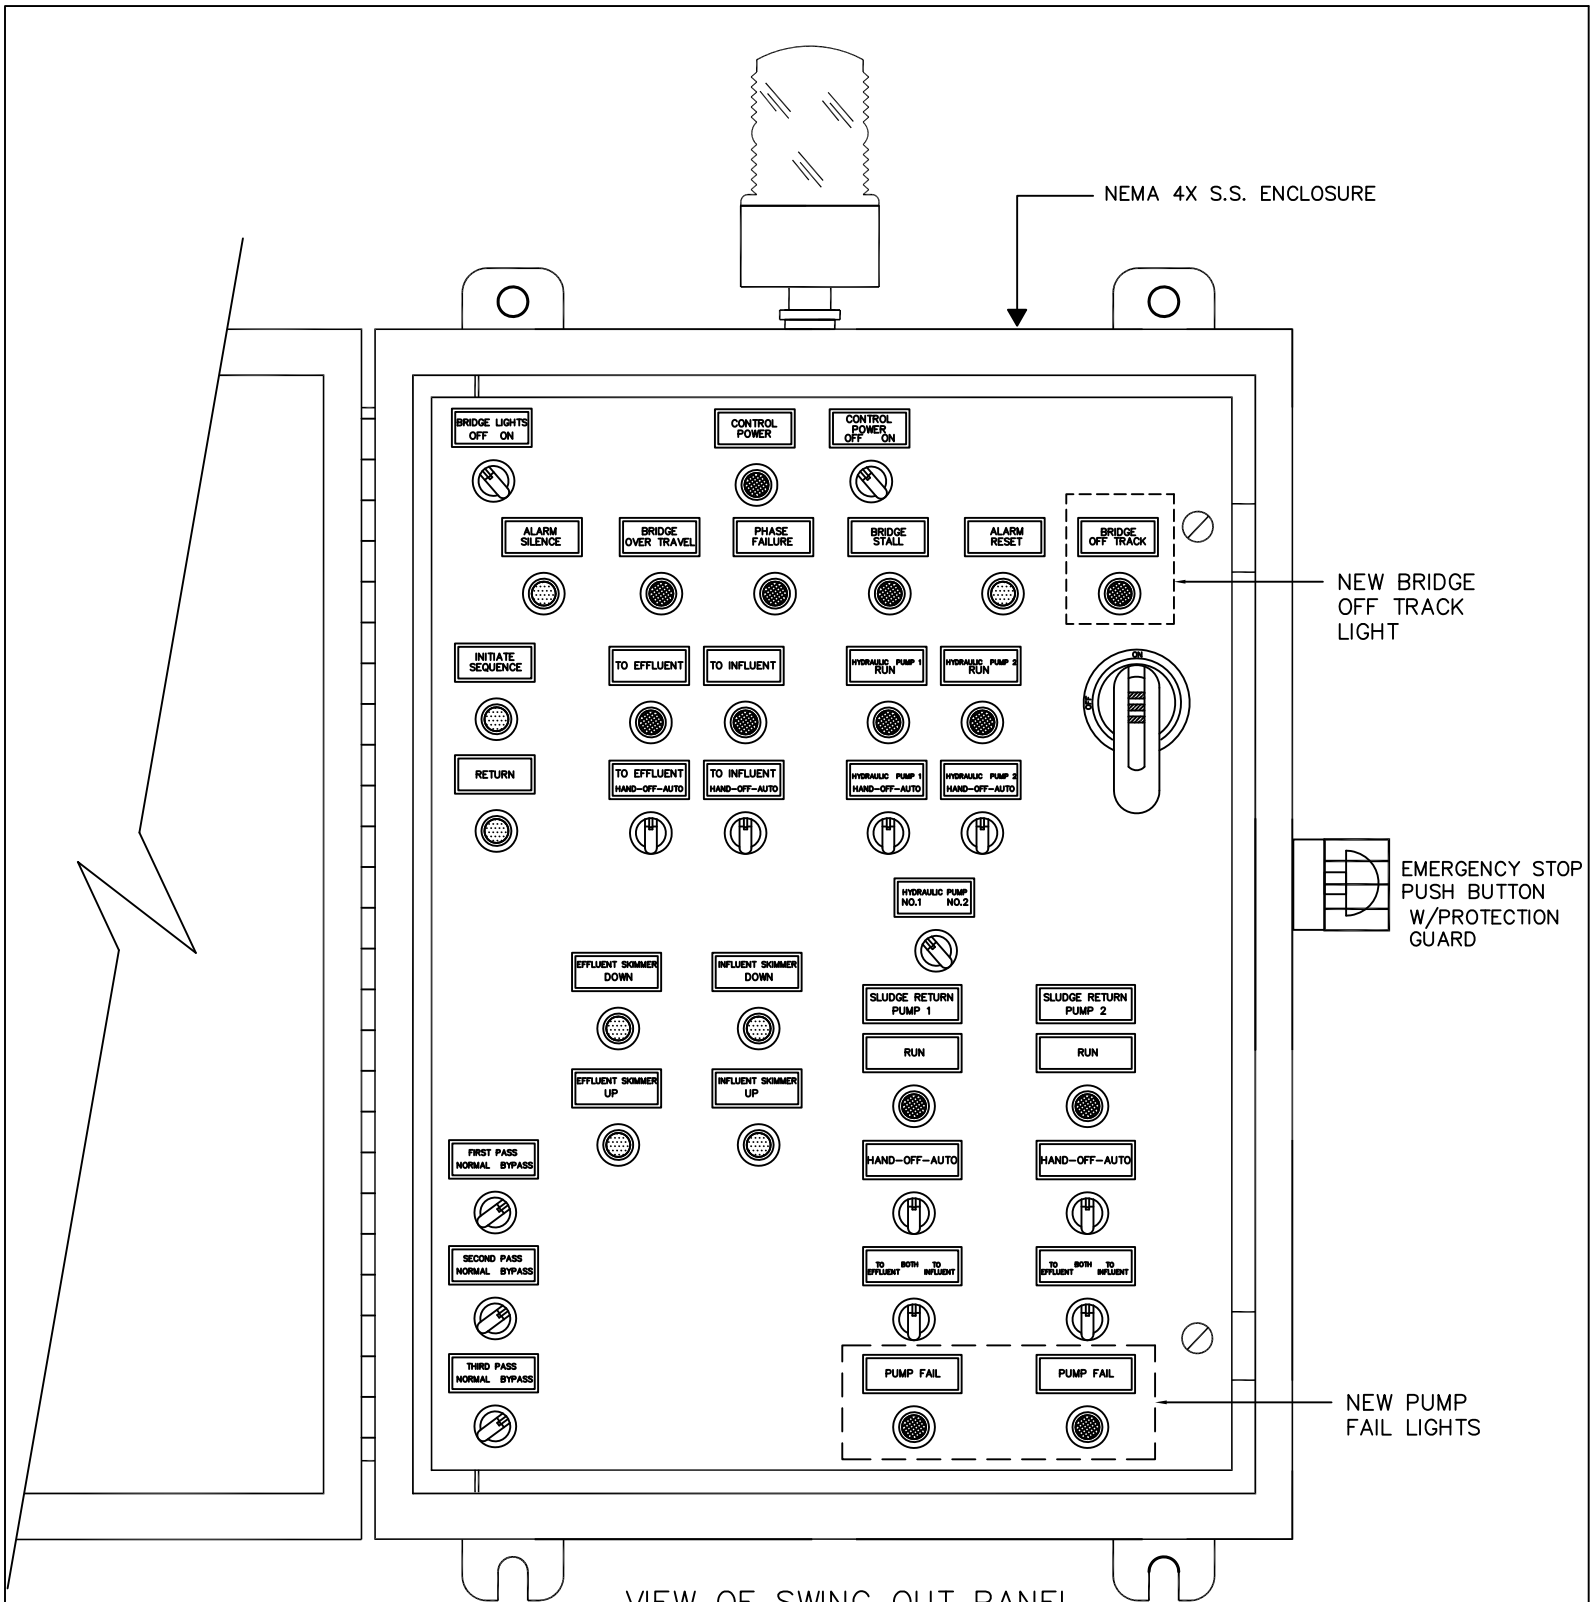 NEMA 4X S.S. ENCLOSURE
BRIDGE LIGHTS
OFF ON
CONTROL
POWER
CONTROL
POWER
OFF ON
ALARM
SILENCE
BRIDGE
OVER TRAVEL
PHASE
FAILURE
BRIDGE
STALL
ALARM
RESET
BRIDGE
OFF TRACK
NEW BRIDGE
OFF TRACK
LIGHT
INITIATE
SEQUENCE
TO EFFLUENT
TO INFLUENT
HYDRAULIC PUMP 1
RUN
HYDRAULIC PUMP 2
RUN
ON
OFF
RETURN
TO EFFLUENT
HAND-OFF-AUTO
TO INFLUENT
HAND-OFF-AUTO
HYDRAULIC PUMP 1
HAND-OFF-AUTO
HYDRAULIC PUMP 2
HAND-OFF-AUTO
EMERGENCY STOP
PUSH BUTTON
W/PROTECTION
GUARD
HYDRAULIC PUMP
NO.1 NO.2
EFFLUENT SKIMMER
DOWN
INFLUENT SKIMMER
DOWN
SLUDGE RETURN
PUMP 1
SLUDGE RETURN
PUMP 2
RUN
RUN
EFFLUENT SKIMMER
UP
INFLUENT SKIMMER
UP
FIRST PASS
NORMAL BYPASS
HAND-OFF-AUTO
HAND-OFF-AUTO
SECOND PASS
NORMAL BYPASS
TO BOTH TO
EFFLUENT INFLUENT
TO BOTH TO
EFFLUENT INFLUENT
THIRD PASS
NORMAL BYPASS
PUMP FAIL
PUMP FAIL
NEW PUMP
FAIL LIGHTS
VIEW OF SWING OUT PANEL